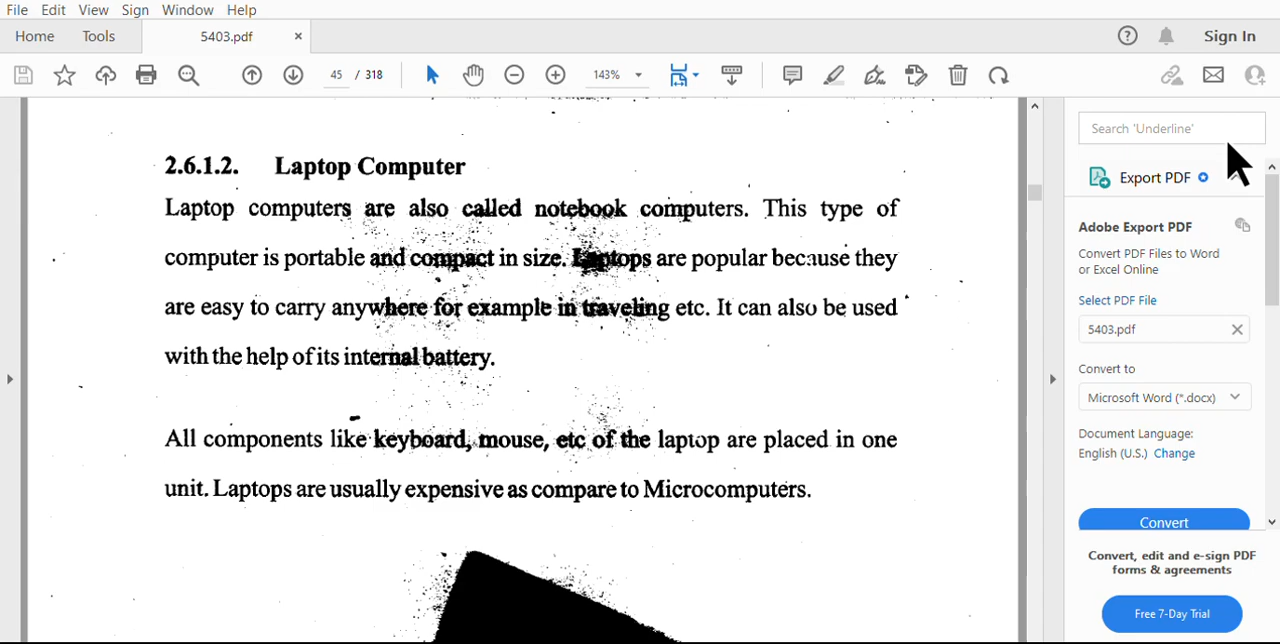 File Edit View Sign Window Help
Home Tools 5403.pdf × Sign In
45 / 318 143%
2.6.1.2. Laptop Computer
Laptop computers are also called notebook computers. This type of
computer is portable and compact in size. Laptops are popular because they
are easy to carry anywhere for example in traveling etc. It can also be used
with the help of its internal battery.
All components like keyboard, mouse, etc of the laptop are placed in one
unit. Laptops are usually expensive as compare to Microcomputers.
Search 'Underline'
Export PDF
Adobe Export PDF
Convert PDF Files to Word
or Excel Online
Select PDF File
5403.pdf
Convert to
Microsoft Word (*.docx)
Document Language:
English (U.S.) Change
Convert
Convert, edit and e-sign PDF
forms & agreements
Free 7-Day Trial